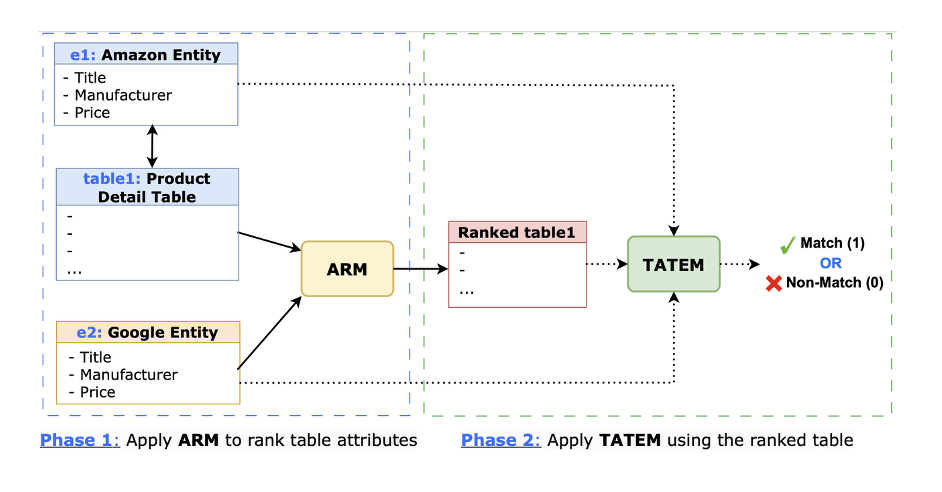 e1: Amazon Entity
- Title
- Manufacturer
- Price
table1: Product
Detail Table
-
-
-
...
e2: Google Entity
- Title
- Manufacturer
- Price
ARM
Ranked table1
-
-
...
TATEM
✓ Match (1)
OR
✗ Non-Match (0)
Phase 1: Apply ARM to rank table attributes
Phase 2: Apply TATEM using the ranked table